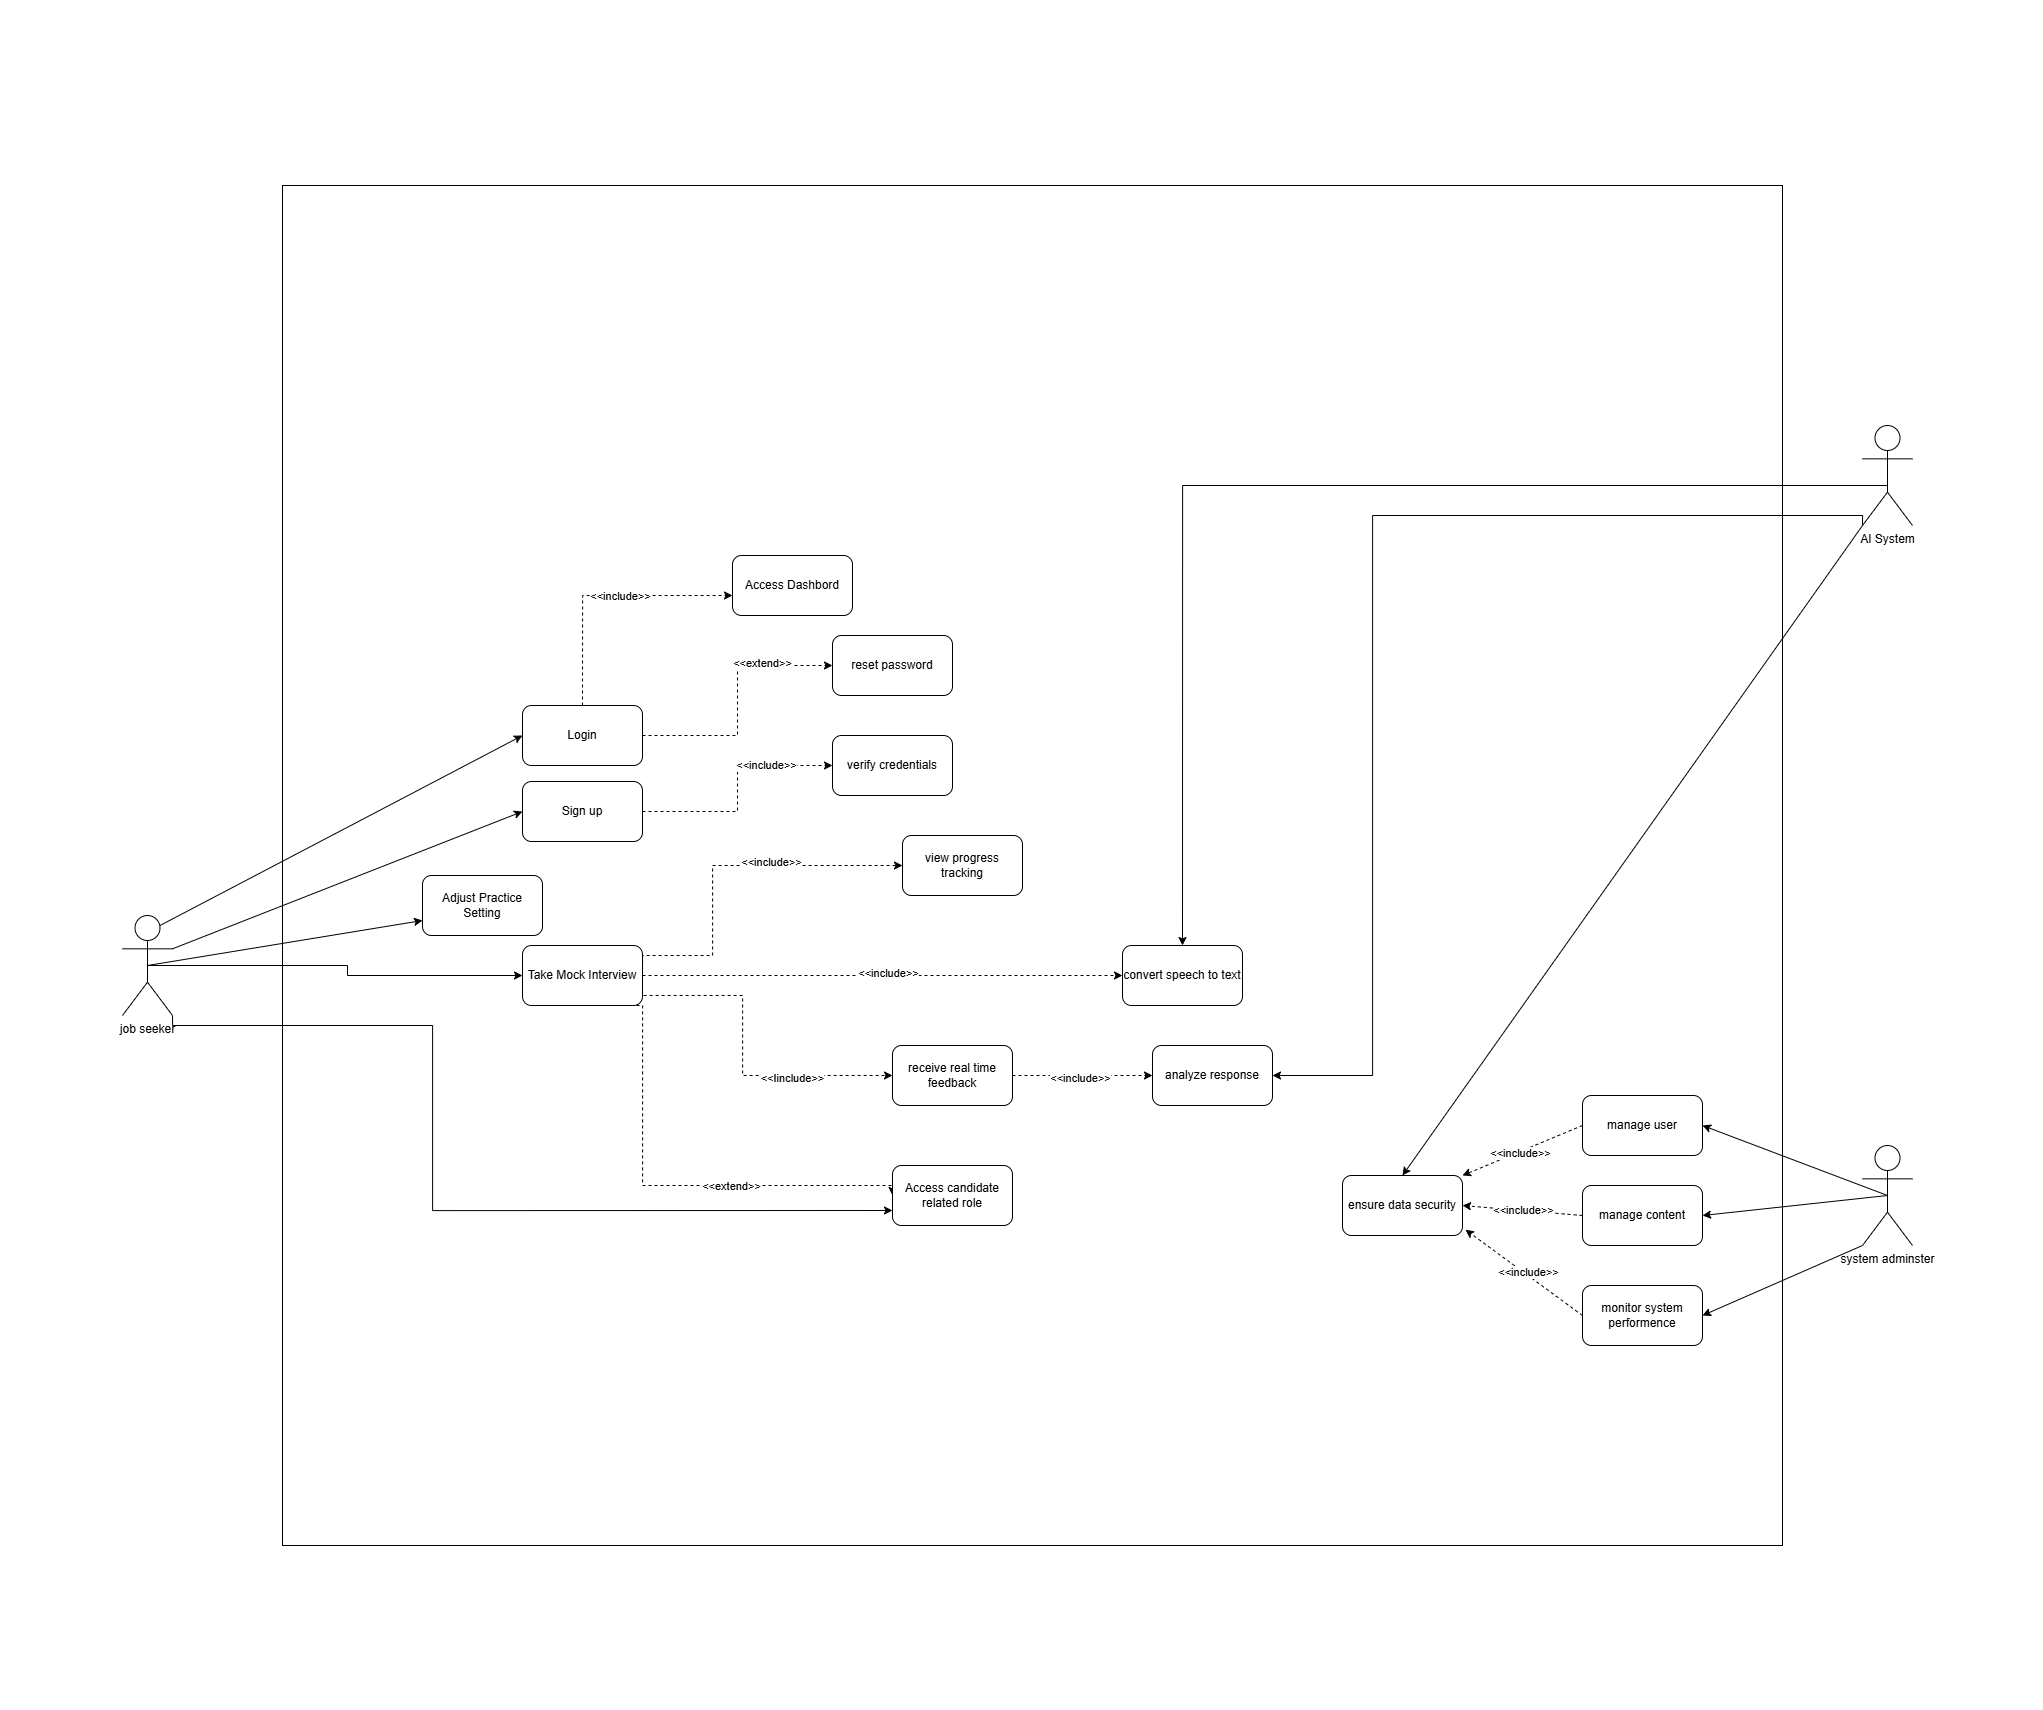 AI System
Access Dashbord
<<include>>
reset password
<<extend>>
Login
verify credentials
<<include>>
Sign up
view progress
tracking
<<include>>
Adjust Practice
Setting
Take Mock Interview
<<include>>
convert speech to text
job seeker
receive real time
feedback
<<Iinclude>>
<<include>>
analyze response
manage user
<<include>>
Access candidate
related role
<<extend>>
ensure data security
<<include>>
manage content
system adminster
<<include>>
monitor system
performence